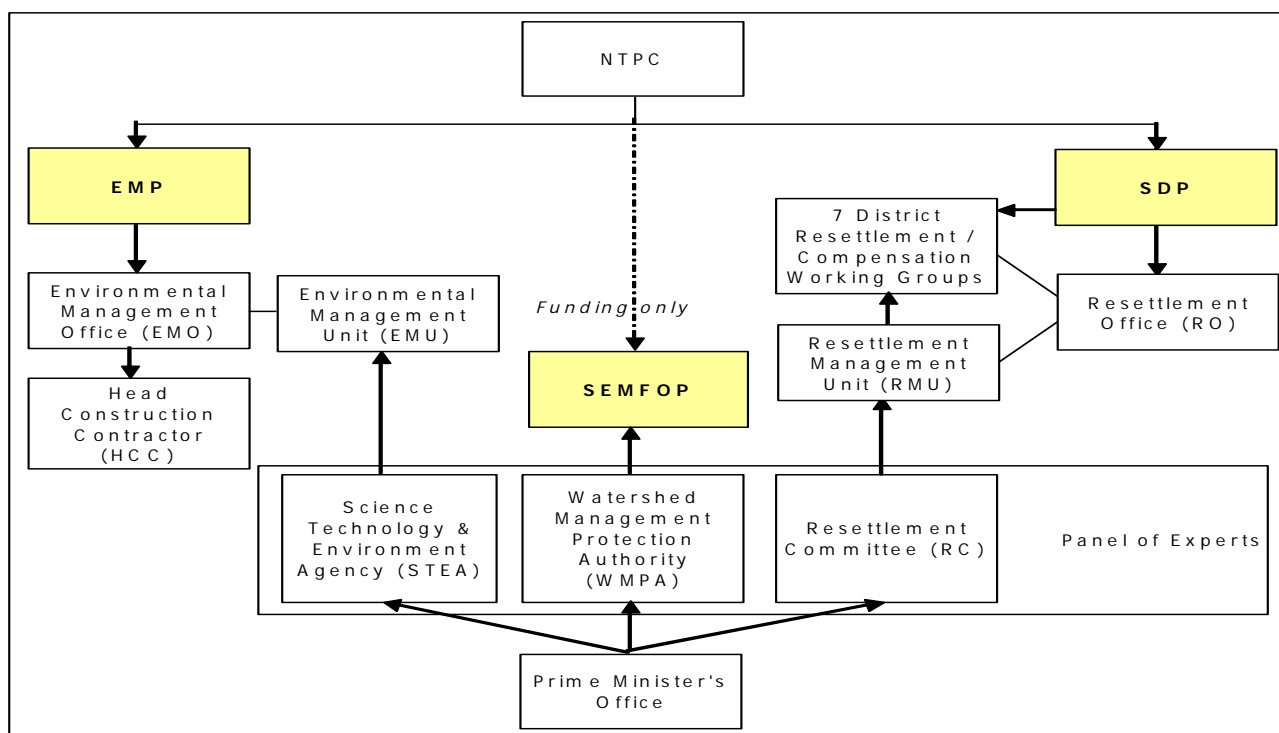 NTPC
EMP
SDP
7 District
Resettlement /
Compensation
Working Groups
Environmental
Management
Office (EMO)
Environmental
Management
Unit (EMU)
Funding only
Resettlement
Office (RO)
Resettlement
Management
Unit (RMU)
SEMFOP
Head
Construction
Contractor
(HCC)
Science
Technology &
Environment
Agency (STEA)
Watershed
Management
Protection
Authority
(WMPA)
Resettlement
Committee (RC)
Panel of Experts
Prime Minister's
Office